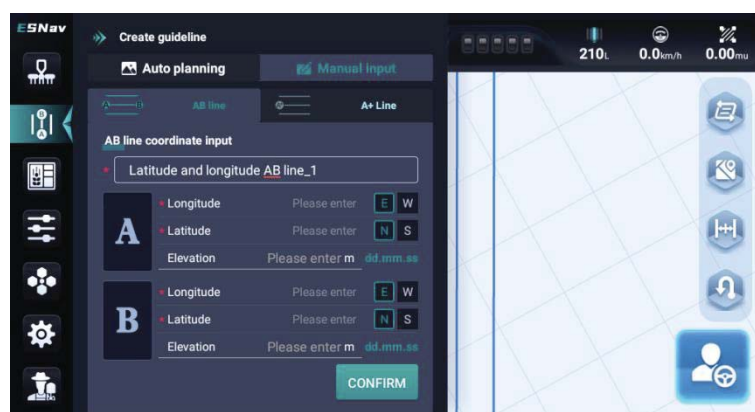 ESNav
Create guideline
Auto planning
Manual input
AB line
A+ Line
AB line coordinate input
* Latitude and longitude AB line_1
A
* Longitude Please enter E W
* Latitude Please enter N S
Elevation Please enter m dd.mm.ss
B
* Longitude Please enter E W
* Latitude Please enter N S
Elevation Please enter m dd.mm.ss
CONFIRM
210L
0.0km/h
0.00mu